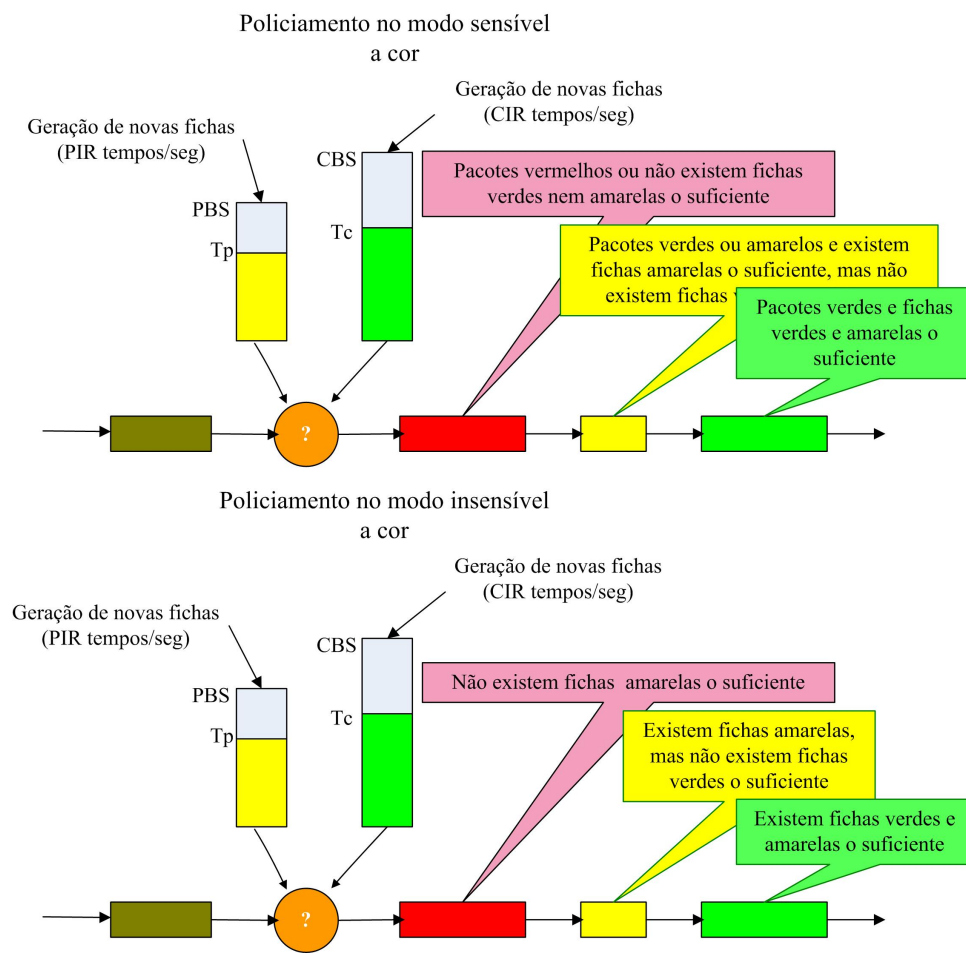 Policiamento no modo sensível
a cor
Geração de novas fichas
(CIR tempos/seg)
Geração de novas fichas
(PIR tempos/seg)
CBS
PBS
Tc
Tp
Pacotes vermelhos ou não existem fichas
verdes nem amarelas o suficiente
Pacotes verdes ou amarelos e existem
fichas amarelas o suficiente, mas não
existem fichas
Pacotes verdes e fichas
verdes e amarelas o
suficiente
?
Policiamento no modo insensível
a cor
Geração de novas fichas
(CIR tempos/seg)
Geração de novas fichas
(PIR tempos/seg)
CBS
PBS
Tc
Tp
Não existem fichas amarelas o suficiente
Existem fichas amarelas,
mas não existem fichas
verdes o suficiente
Existem fichas verdes e
amarelas o suficiente
?